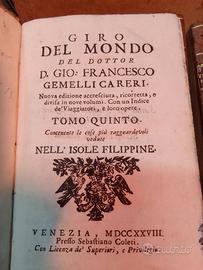 GIRO
DEL MONDO
DEL DOTTOR
D. GIO: FRANCESCO
GEMELLI CARERI.
Nuova edizione accresciuta, ricorretta, e
divisa in nove volumi. Con un Indice
de' Viaggiatori, e loro opere.
TOMO QUINTO.
Contenente le cose più ragguardevoli
vedute
NELL' ISOLE FILIPPINE.
VENEZIA, MDCCXXVIII.
Presso Sebastiano Coleti.
Con Licenza de' Superiori, e Privilegio.